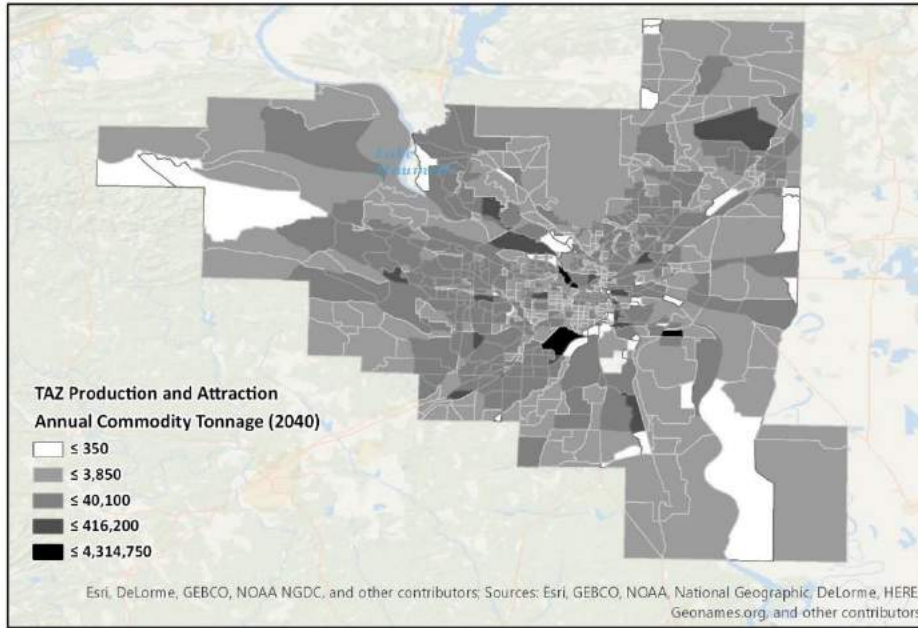 Lake
Maumelle
TAZ Production and Attraction
Annual Commodity Tonnage (2040)
≤ 350
≤ 3,850
≤ 40,100
≤ 416,200
≤ 4,314,750
Esri, DeLorme, GEBCO, NOAA NGDC, and other contributors; Sources: Esri, GEBCO, NOAA, National Geographic, DeLorme, HERE,
Geonames.org, and other contributors